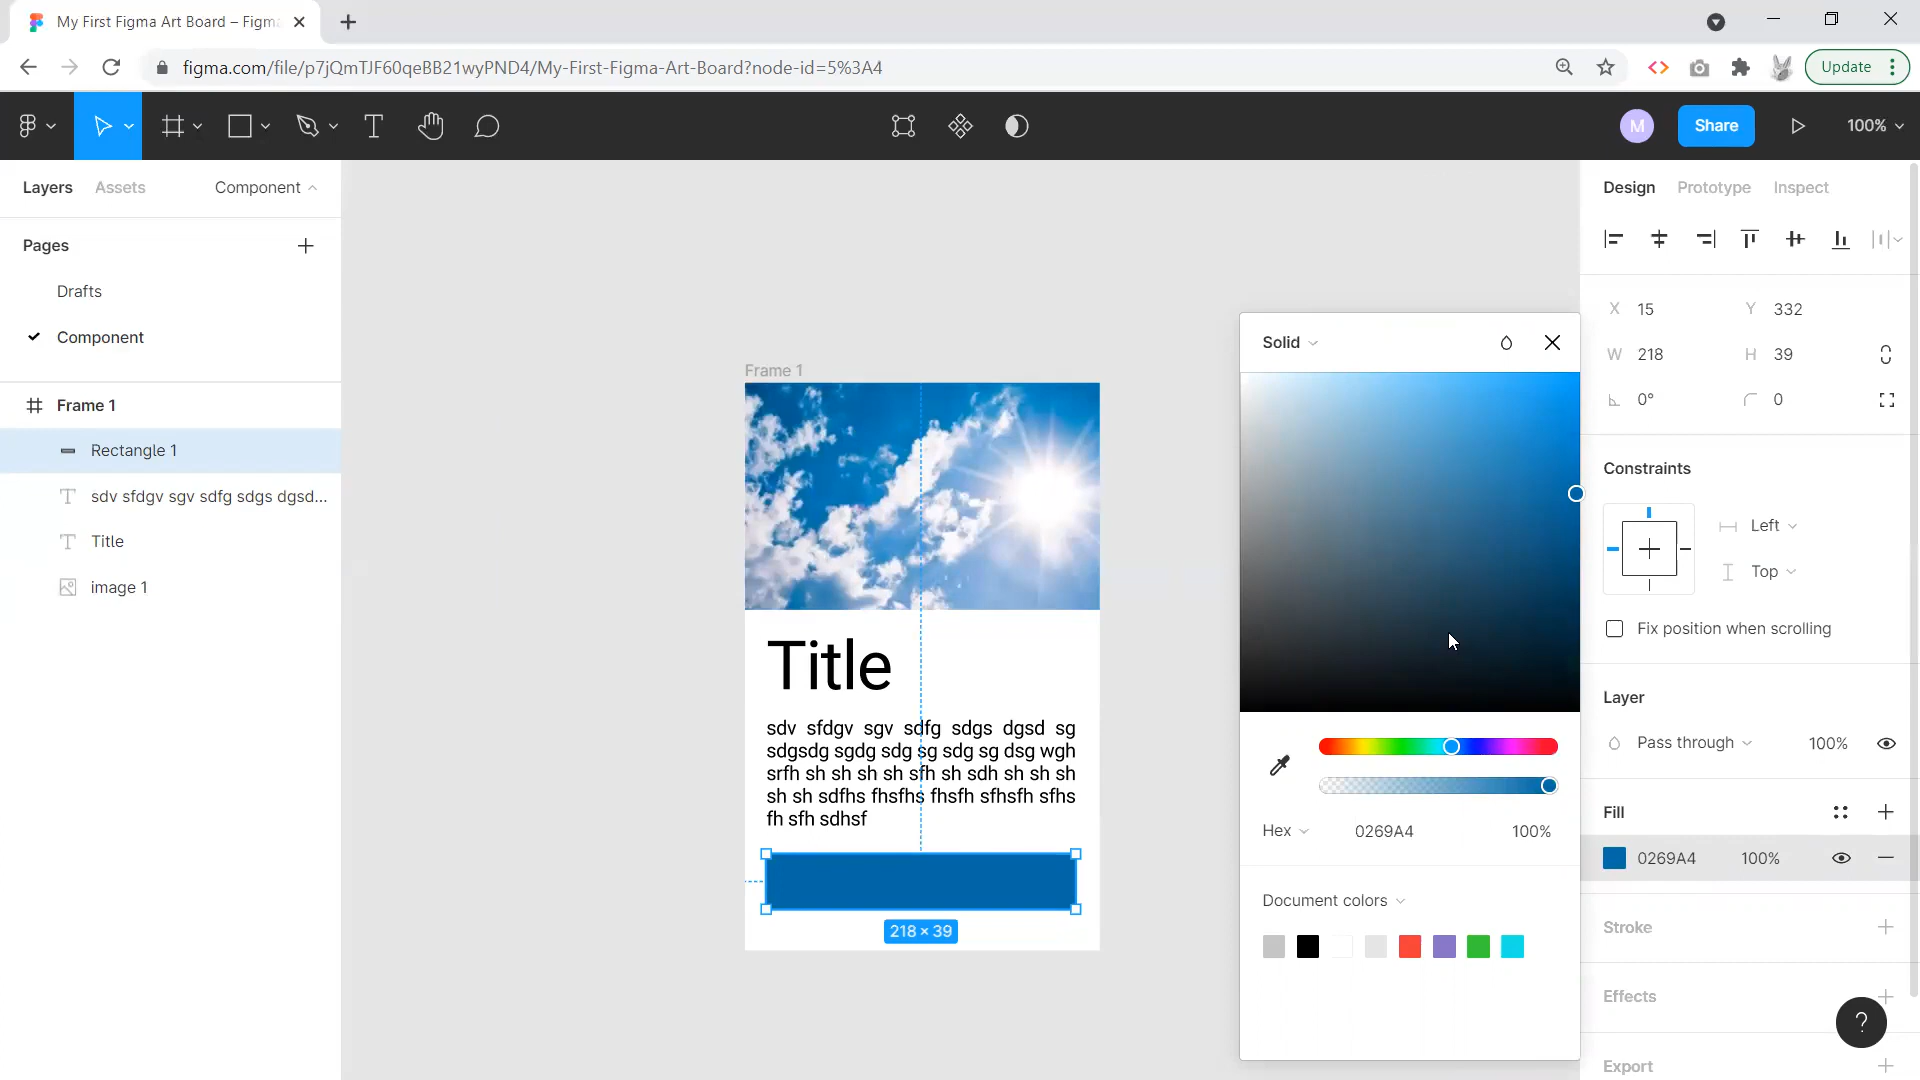 My First Figma Art Board – Figma
figma.com/file/p7jQmTJF60qeBB21wyPND4/My-First-Figma-Art-Board?node-id=5%3A4
Update
M
Share
100%
Layers
Assets
Component
Pages
Drafts
Component
Frame 1
Rectangle 1
sdv sfdgv sgv sdfg sdgs dgsd...
Title
image 1
Frame 1
Title
sdv sfdgv sgv sdfg sdgs dgsd sg
sdgsdg sgdg sdg sg sdg sg dsg wgh
srfh sh sh sh sh sfh sh sdh sh sh sh
sh sh sdfhs fhsfhs fhsfh sfhsfh sfhs
fh sfh sdhsf
218 × 39
Solid
Hex
0269A4
100%
Document colors
Design
Prototype
Inspect
X 15
Y 332
W 218
H 39
0°
0
Constraints
Left
Top
Fix position when scrolling
Layer
Pass through
100%
Fill
0269A4
100%
Stroke
Effects
?
Export